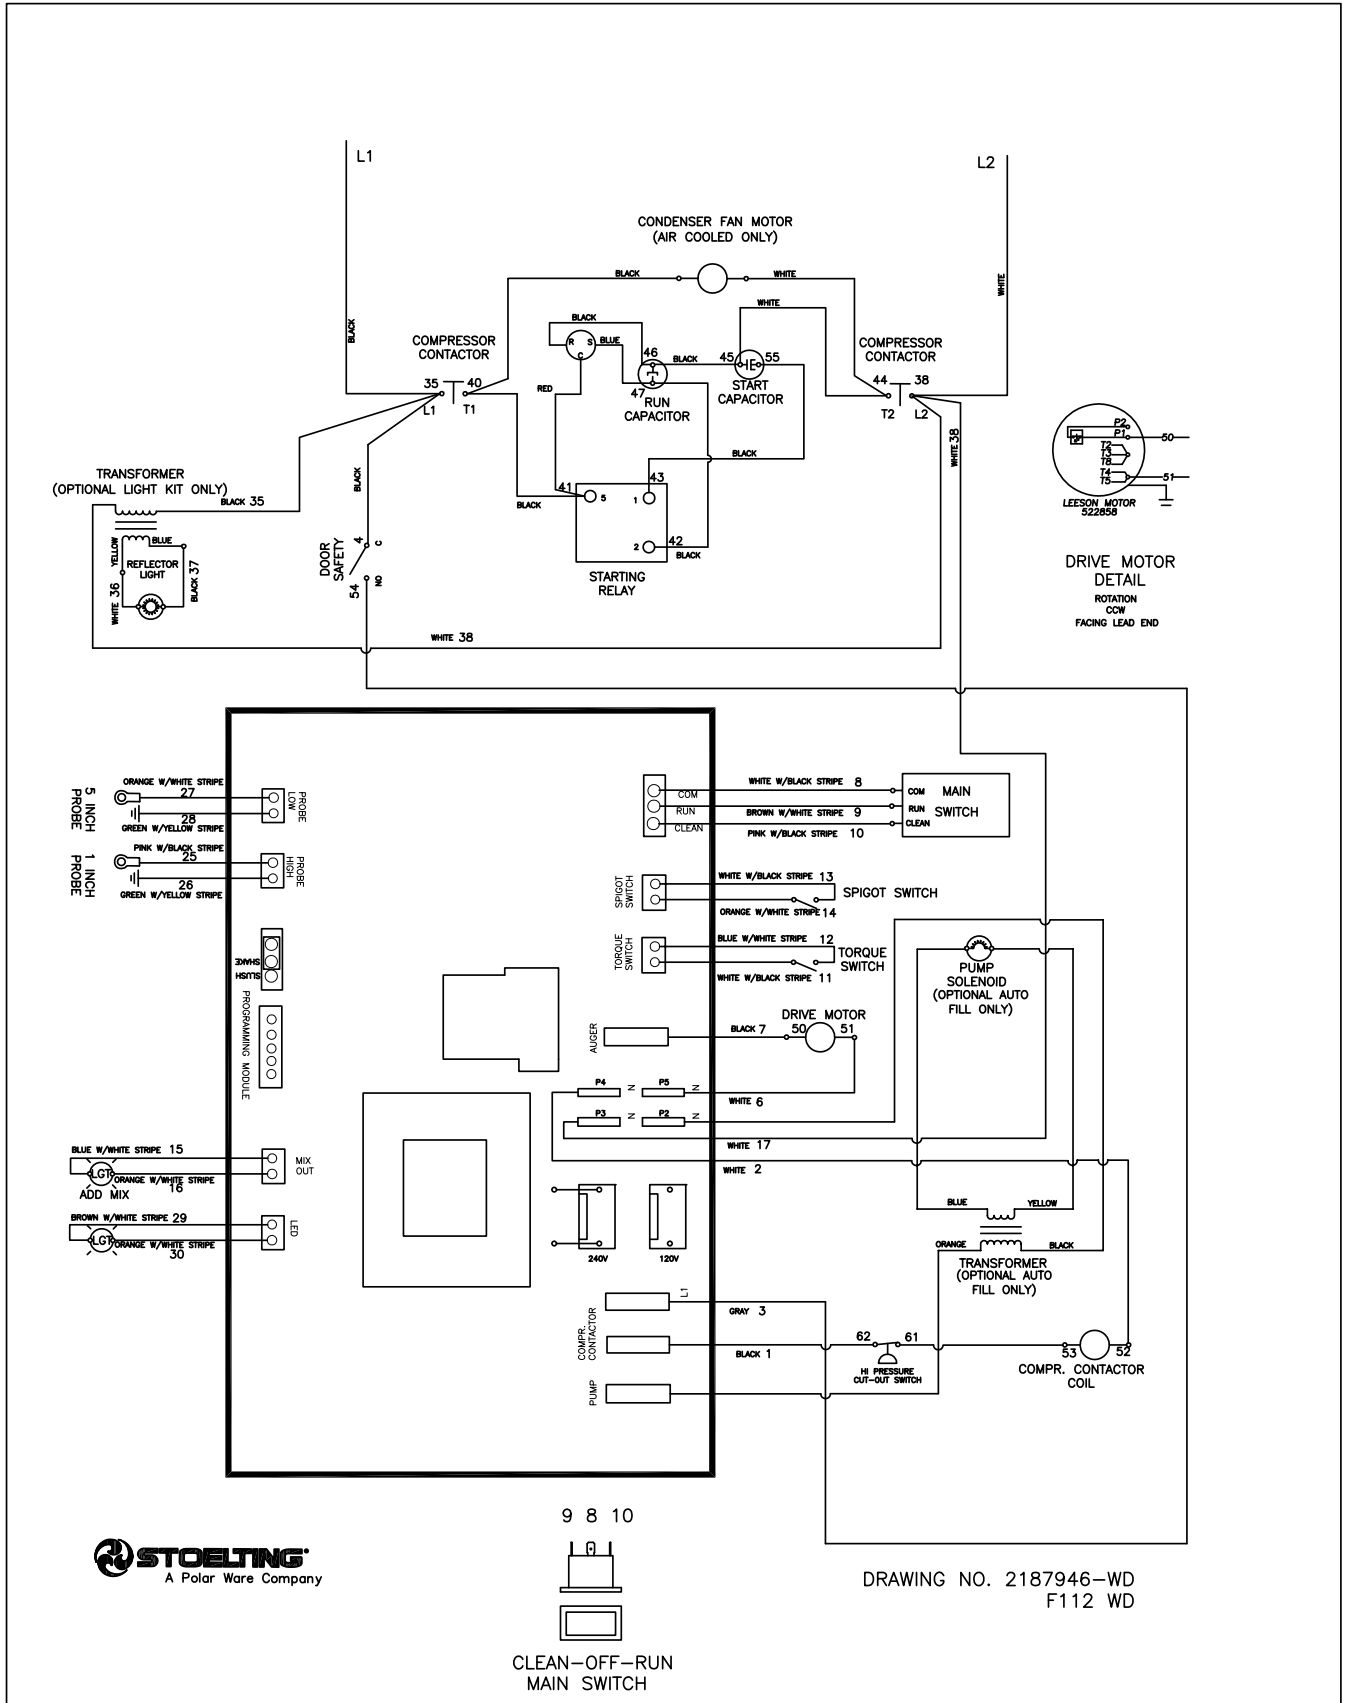 L1
L2
CONDENSER FAN MOTOR
(AIR COOLED ONLY)
BLACK
WHITE
WHITE
WHITE
BLACK
BLACK
COMPRESSOR
CONTACTOR
R S
C
BLUE
46
BLACK
45
55
COMPRESSOR
CONTACTOR
35
40
L1
T1
RED
47
RUN
CAPACITOR
START
CAPACITOR
44
38
T2
L2
WHITE 38
P2
P1
50
T2
T3
T8
T4
T5
51
LEESON MOTOR
522858
DRIVE MOTOR
DETAIL
ROTATION
CCW
FACING LEAD END
TRANSFORMER
(OPTIONAL LIGHT KIT ONLY)
BLACK 35
BLACK
BLACK
41
43
5
1
BLACK
2
42
BLACK
STARTING
RELAY
YELLOW
BLUE
REFLECTOR
LIGHT
WHITE 36
BLACK 37
DOOR
SAFETY
4
C
54
NO
WHITE 38
5 INCH
PROBE
ORANGE W/WHITE STRIPE
27
28
GREEN W/YELLOW STRIPE
PROBE
LOW
1 INCH
PROBE
PINK W/BLACK STRIPE
25
26
GREEN W/YELLOW STRIPE
PROBE
HIGH
COM
RUN
CLEAN
WHITE W/BLACK STRIPE 8
BROWN W/WHITE STRIPE 9
PINK W/BLACK STRIPE 10
COM
RUN
CLEAN
MAIN
SWITCH
SPIGOT
SWITCH
WHITE W/BLACK STRIPE 13
ORANGE W/WHITE STRIPE 14
SPIGOT SWITCH
TORQUE
SWITCH
BLUE W/WHITE STRIPE 12
WHITE W/BLACK STRIPE 11
TORQUE
SWITCH
SHAKE
SLUSH
PROGRAMMING MODULE
PUMP
SOLENOID
(OPTIONAL AUTO
FILL ONLY)
AUGER
BLACK 7
50
DRIVE MOTOR
51
P4
N
P5
N
WHITE 6
P3
N
P2
N
WHITE 17
WHITE 2
BLUE W/WHITE STRIPE 15
LGT
ORANGE W/WHITE STRIPE
16
ADD MIX
MIX
OUT
BROWN W/WHITE STRIPE 29
LGT
ORANGE W/WHITE STRIPE
30
LED
240V
120V
BLUE
YELLOW
ORANGE
BLACK
TRANSFORMER
(OPTIONAL AUTO
FILL ONLY)
L1
GRAY 3
COMPR.
CONTACTOR
BLACK 1
62
61
HI PRESSURE
CUT-OUT SWITCH
53
52
COMPR. CONTACTOR
COIL
PUMP
9 8 10
CLEAN-OFF-RUN
MAIN SWITCH
STOELTING
A Polar Ware Company
DRAWING NO. 2187946-WD
F112 WD